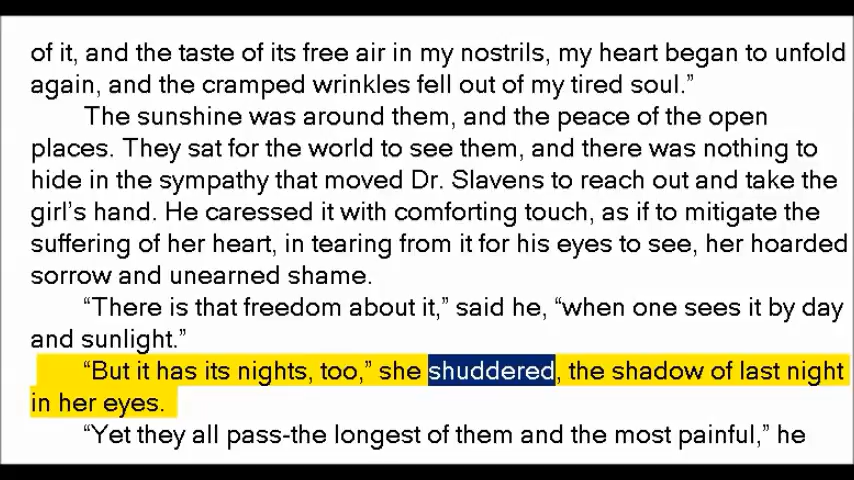 of it, and the taste of its free air in my nostrils, my heart began to unfold
again, and the cramped wrinkles fell out of my tired soul.”
The sunshine was around them, and the peace of the open
places. They sat for the world to see them, and there was nothing to
hide in the sympathy that moved Dr. Slavens to reach out and take the
girl’s hand. He caressed it with comforting touch, as if to mitigate the
suffering of her heart, in tearing from it for his eyes to see, her hoarded
sorrow and unearned shame.
“There is that freedom about it,” said he, “when one sees it by day
and sunlight.”
“But it has its nights, too,” she shuddered, the shadow of last night
in her eyes.
“Yet they all pass-the longest of them and the most painful,” he